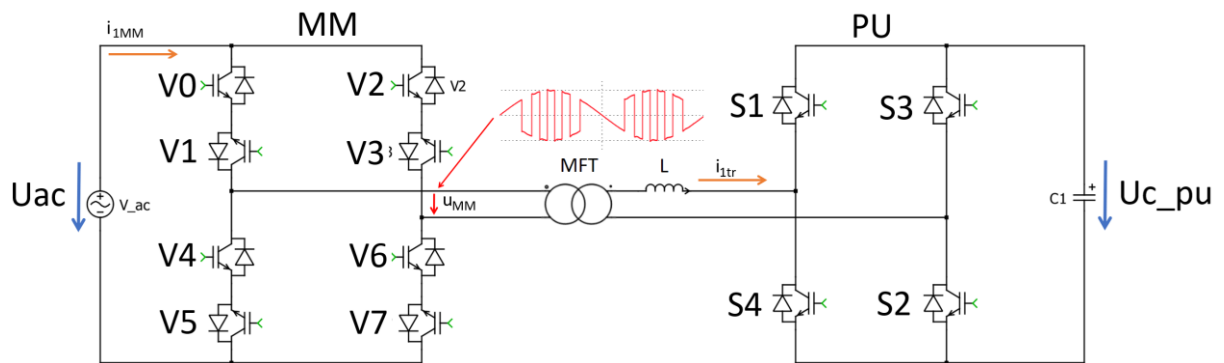 i1MM
MM
PU
V0
V2
V2
S1
S3
V1
V3
MFT
L
i1tr
Uac
V_ac
uMM
C1
Uc_pu
V4
V6
S4
S2
V5
V7